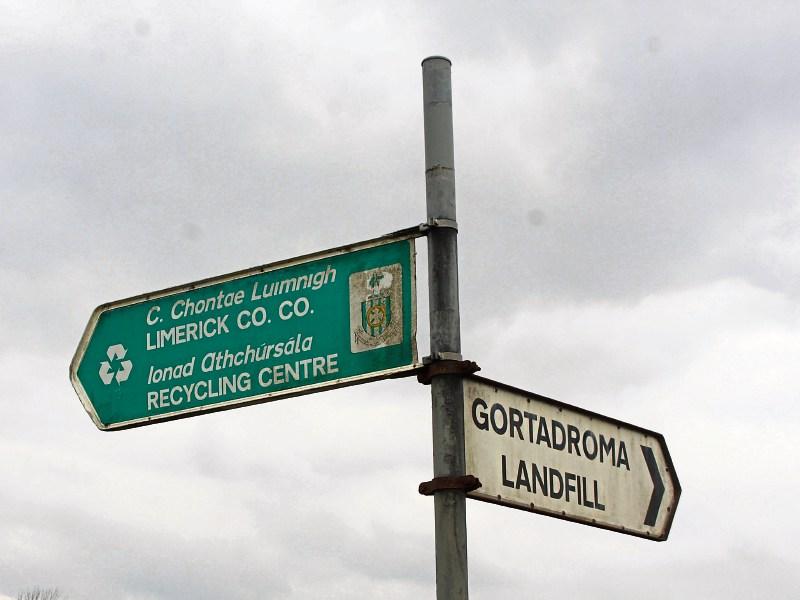 C. Chontae Luimnigh
LIMERICK CO. CO.
Ionad Athchúrsála
RECYCLING CENTRE
GORTADROMA
LANDFILL